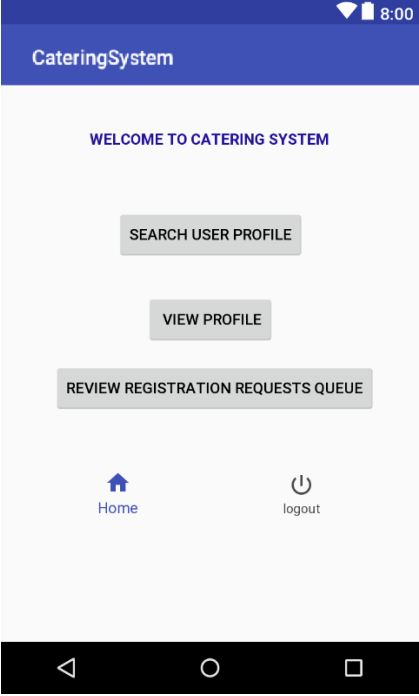 8:00
CateringSystem
WELCOME TO CATERING SYSTEM
SEARCH USER PROFILE
VIEW PROFILE
REVIEW REGISTRATION REQUESTS QUEUE
Home
logout